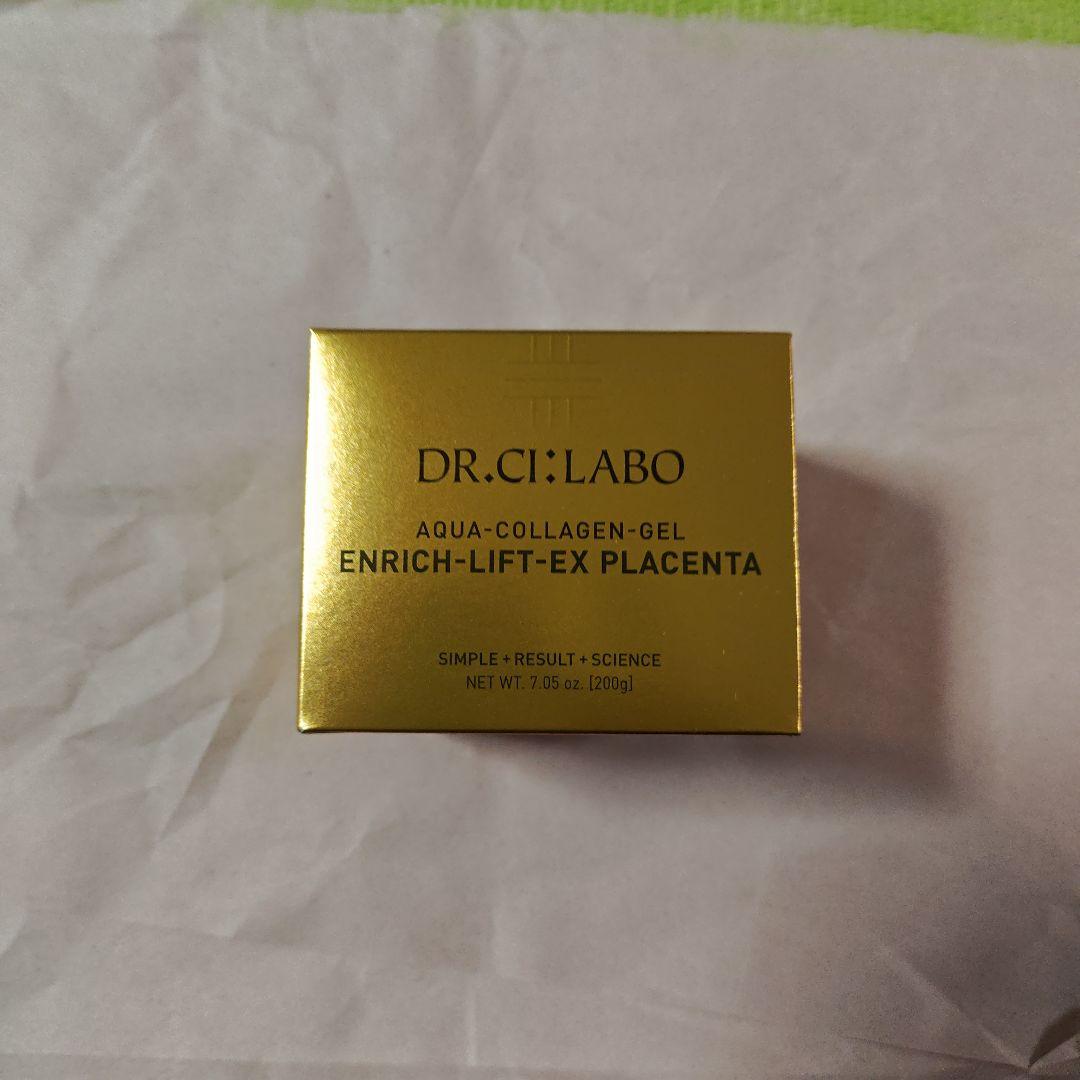 DR.CI:LABO
AQUA-COLLAGEN-GEL
ENRICH-LIFT-EX PLACENTA
SIMPLE+RESULT+SCIENCE
NET WT. 7.05 oz. [200g]